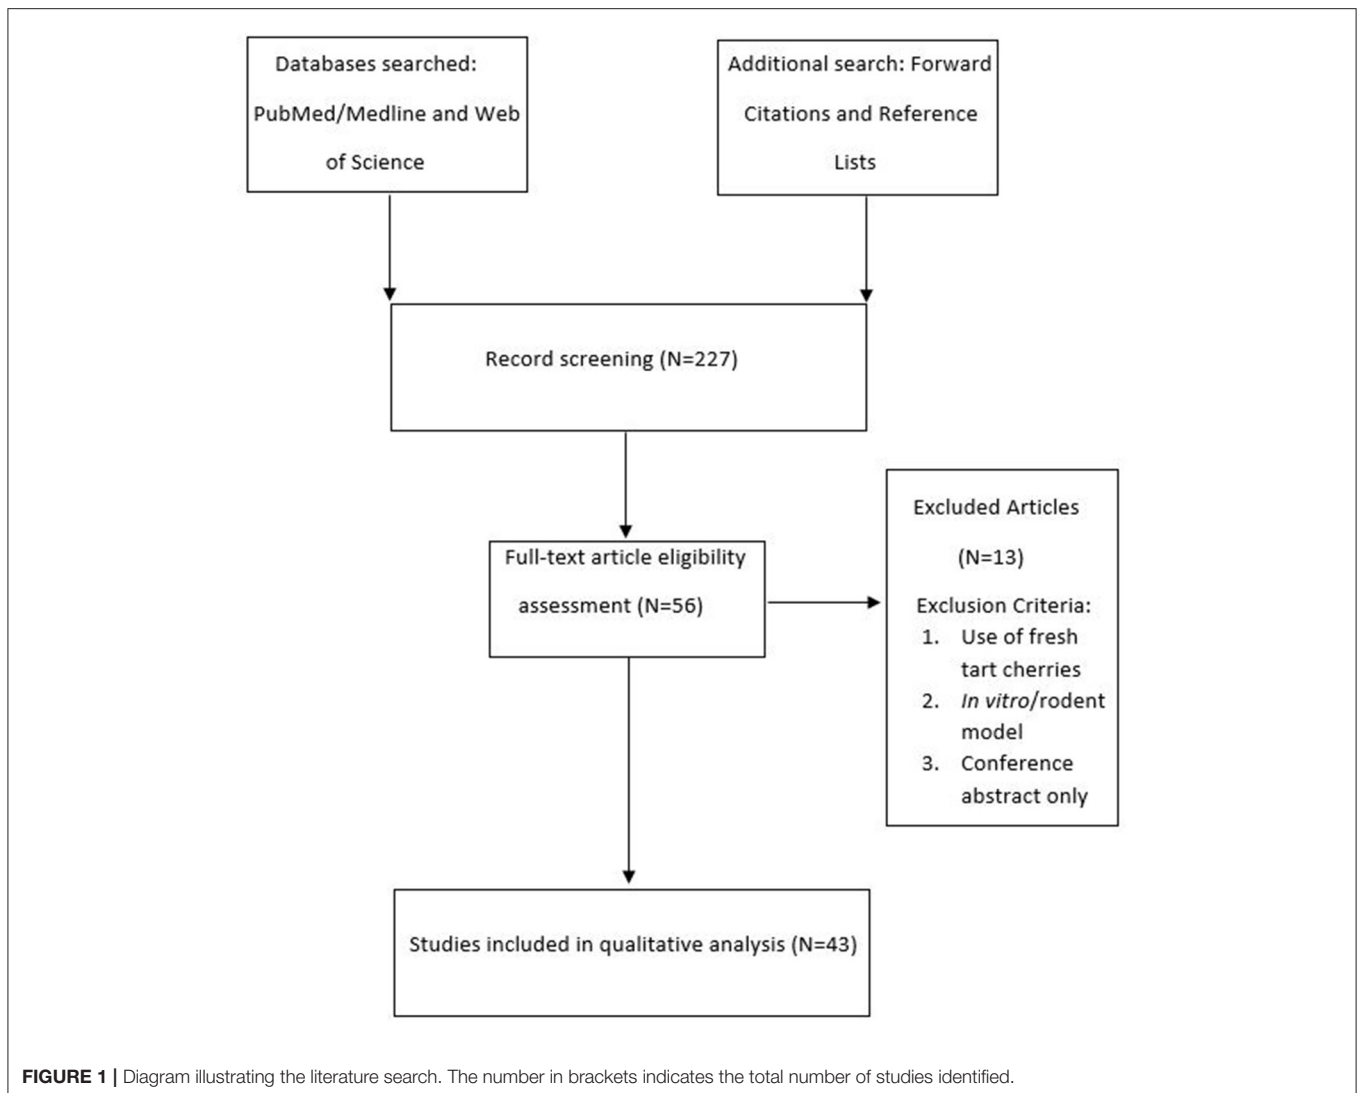 Databases searched:
PubMed/Medline and Web
of Science
Additional search: Forward
Citations and Reference
Lists
Record screening (N=227)
Full-text article eligibility
assessment (N=56)
Excluded Articles
(N=13)
Exclusion Criteria:
1. Use of fresh
tart cherries
2. In vitro/rodent
model
3. Conference
abstract only
Studies included in qualitative analysis (N=43)
FIGURE 1 | Diagram illustrating the literature search. The number in brackets indicates the total number of studies identified.